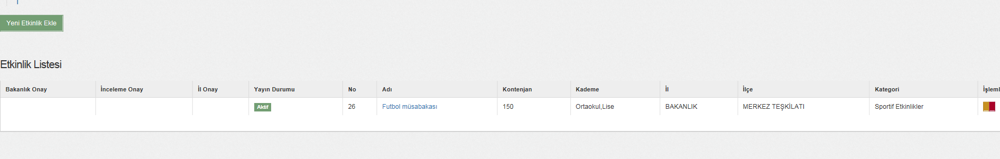 Yeni Etkinlik Ekle
Etkinlik Listesi
Bakanlık Onay İnceleme Onay İl Onay Yayın Durumu No Adı Kontenjan Kademe İl İlçe Kategori İşleml
Aktif 26 Futbol müsabakası 150 Ortaokul,Lise BAKANLIK MERKEZ TEŞKİLATI Sportif Etkinlikler